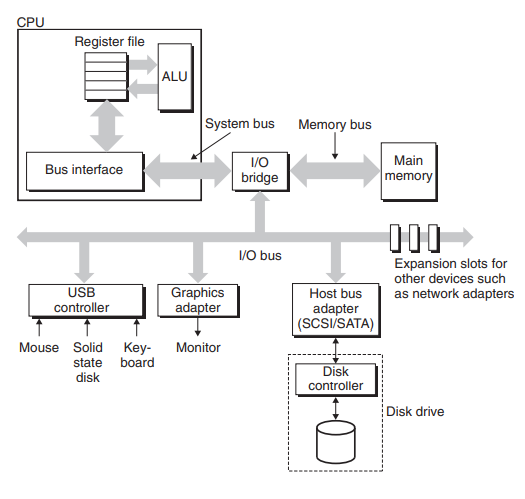 CPU
Register file
ALU
System bus
Memory bus
Bus interface
I/O
bridge
Main
memory
I/O bus
Expansion slots for
other devices such
as network adapters
USB
controller
Graphics
adapter
Host bus
adapter
(SCSI/SATA)
Mouse
Solid
state
disk
Key-
board
Monitor
Disk
controller
Disk drive